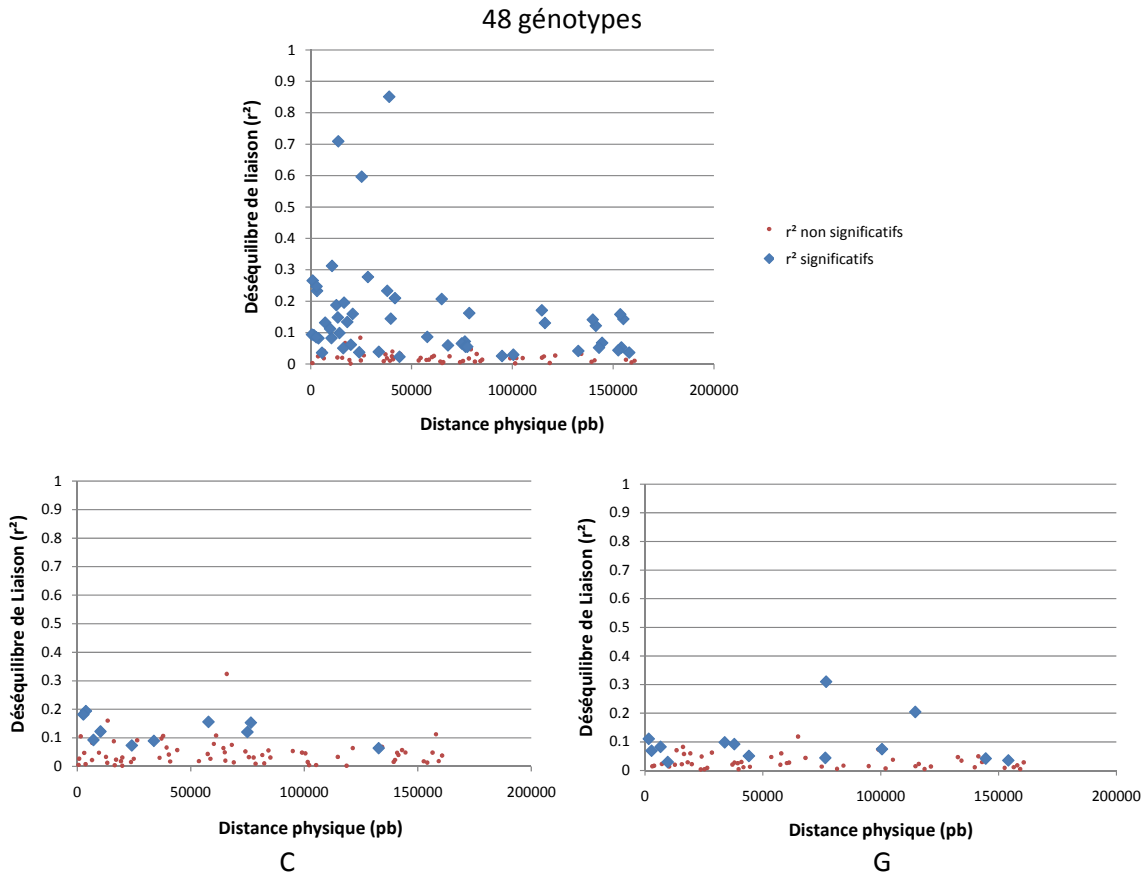 48 génotypes
Déséquilibre de liaison (r²)
1
0.9
0.8
0.7
0.6
0.5
0.4
0.3
0.2
0.1
0
0 50000 100000 150000 200000
Distance physique (pb)
r² non significatifs
r² significatifs
Déséquilibre de Liaison (r²)
1
0.9
0.8
0.7
0.6
0.5
0.4
0.3
0.2
0.1
0
0 50000 100000 150000 200000
Distance physique (pb)
C
Déséquilibre de Liaison (r²)
1
0.9
0.8
0.7
0.6
0.5
0.4
0.3
0.2
0.1
0
0 50000 100000 150000 200000
Distance physique (pb)
G